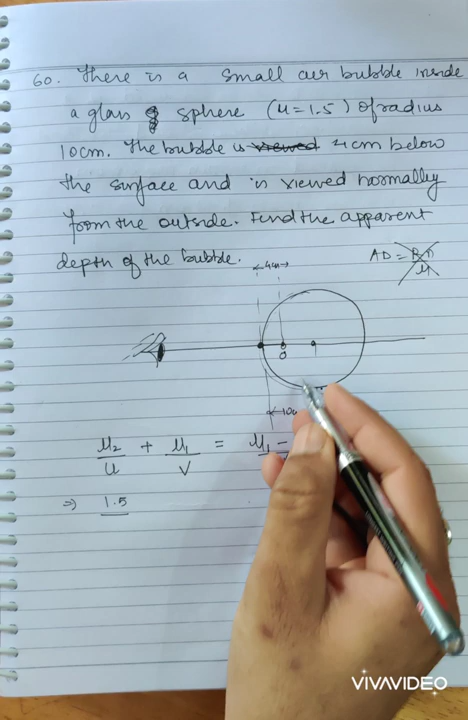 60. There is a small air bubble inside
a glass sphere (μ=1.5) of radius
10cm. The bubble is 4cm below
the surface and is viewed normally
from the outside. Find the apparent
depth of the bubble.
AD =
4cm
O
10c
μ₂/u + μ₁/v = μ₁ -
⇒ 1.5
VIVAVIDEO